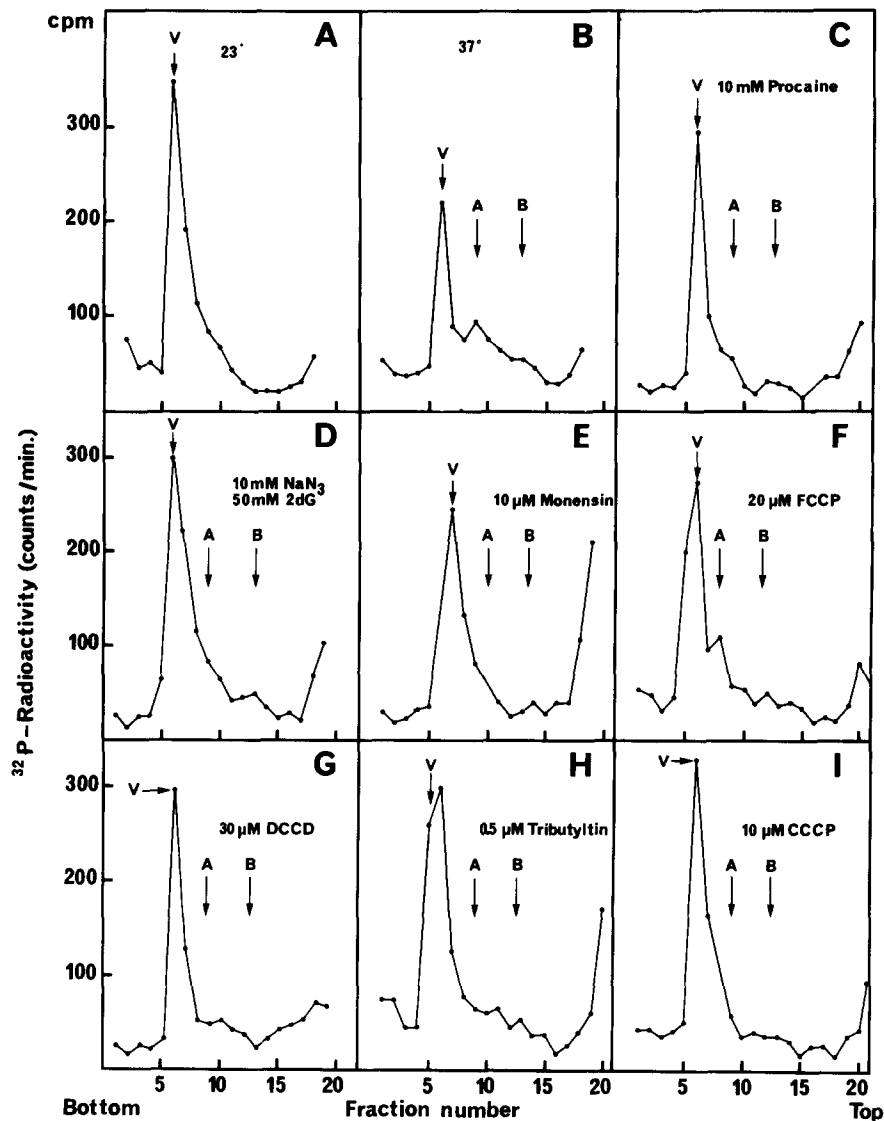 cpm
V
A
23°
V
B
37°
A
B
V
C
10 mM Procaine
A
B
300
200
100
V
D
10 mM NaN3
50 mM 2dG
A
B
V
E
10 µM Monensin
A
B
V
F
20 µM FCCP
A
B
300
200
100
V
G
30 µM DCCD
A
B
V
H
0.5 µM Tributyltin
A
B
V
I
10 µM CCCP
A
B
300
200
100
32P-Radioactivity (counts/min.)
5 10 15 20
5 10 15 20
5 10 15 20
Bottom Fraction number Top